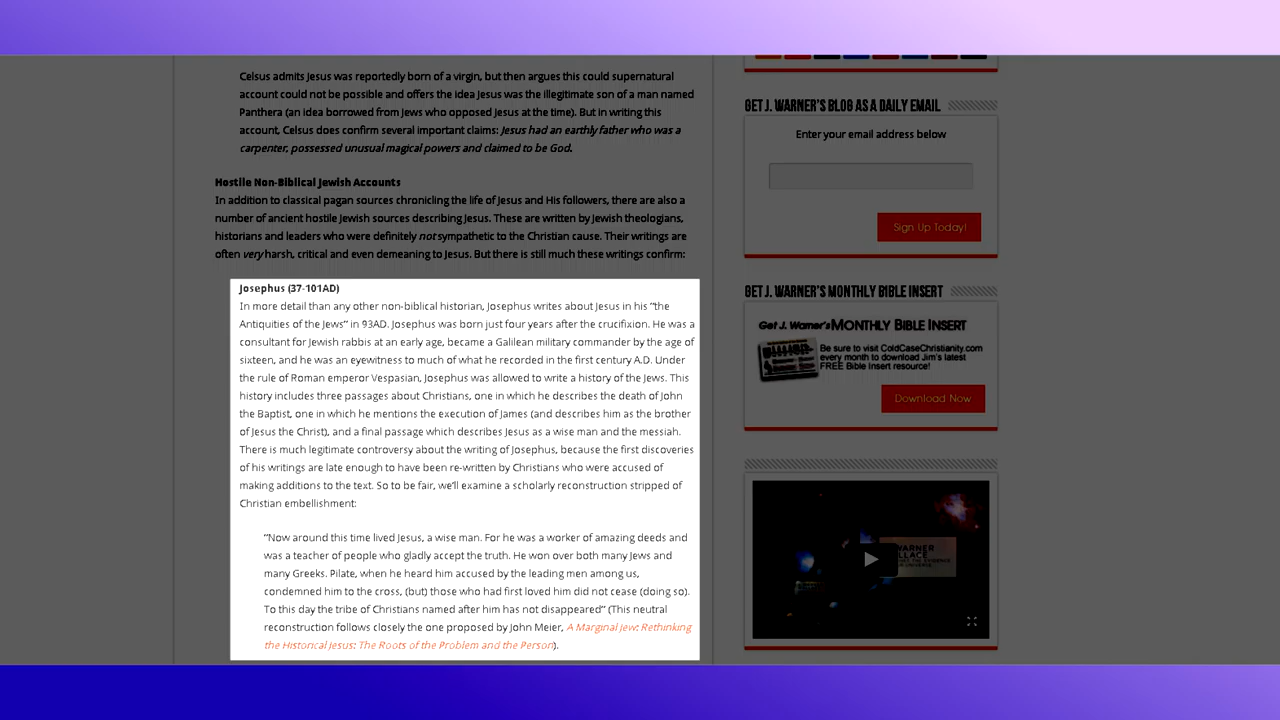 Celsus admits Jesus was reportedly born of a virgin, but then argues this could supernatural
account could not be possible and offers the idea Jesus was the illegitimate son of a man named
Panthera (an idea borrowed from Jews who opposed Jesus at the time). But in writing this
account, Celsus does confirm several important claims: Jesus had an earthly father who was a
carpenter, possessed unusual magical powers and claimed to be God.
Hostile Non-Biblical Jewish Accounts
In addition to classical pagan sources chronicling the life of Jesus and His followers, there are also a
number of ancient hostile Jewish sources describing Jesus. These are written by Jewish theologians,
historians and leaders who were definitely not sympathetic to the Christian cause. Their writings are
often very harsh, critical and even demeaning to Jesus. But there is still much these writings confirm:
Josephus (37-101AD)
In more detail than any other non-biblical historian, Josephus writes about Jesus in his "the
Antiquities of the Jews" in 93AD. Josephus was born just four years after the crucifixion. He was a
consultant for Jewish rabbis at an early age, became a Galilean military commander by the age of
sixteen, and he was an eyewitness to much of what he recorded in the first century A.D. Under
the rule of Roman emperor Vespasian, Josephus was allowed to write a history of the Jews. This
history includes three passages about Christians, one in which he describes the death of John
the Baptist, one in which he mentions the execution of James (and describes him as the brother
of Jesus the Christ), and a final passage which describes Jesus as a wise man and the messiah.
There is much legitimate controversy about the writing of Josephus, because the first discoveries
of his writings are late enough to have been re-written by Christians who were accused of
making additions to the text. So to be fair, we'll examine a scholarly reconstruction stripped of
Christian embellishment:
"Now around this time lived Jesus, a wise man. For he was a worker of amazing deeds and
was a teacher of people who gladly accept the truth. He won over both many Jews and
many Greeks. Pilate, when he heard him accused by the leading men among us,
condemned him to the cross, (but) those who had first loved him did not cease (doing so).
To this day the tribe of Christians named after him has not disappeared" (This neutral
reconstruction follows closely the one proposed by John Meier, A Marginal Jew: Rethinking
the Historical Jesus: The Roots of the Problem and the Person).
GET J. WARNER'S BLOG AS A DAILY EMAIL
Enter your email address below
Sign Up Today!
GET J. WARNER'S MONTHLY BIBLE INSERT
Get J. Warner's MONTHLY BIBLE INSERT
Be sure to visit ColdCaseChristianity.com
every month to download Jim's latest
FREE Bible Insert resource!
Download Now